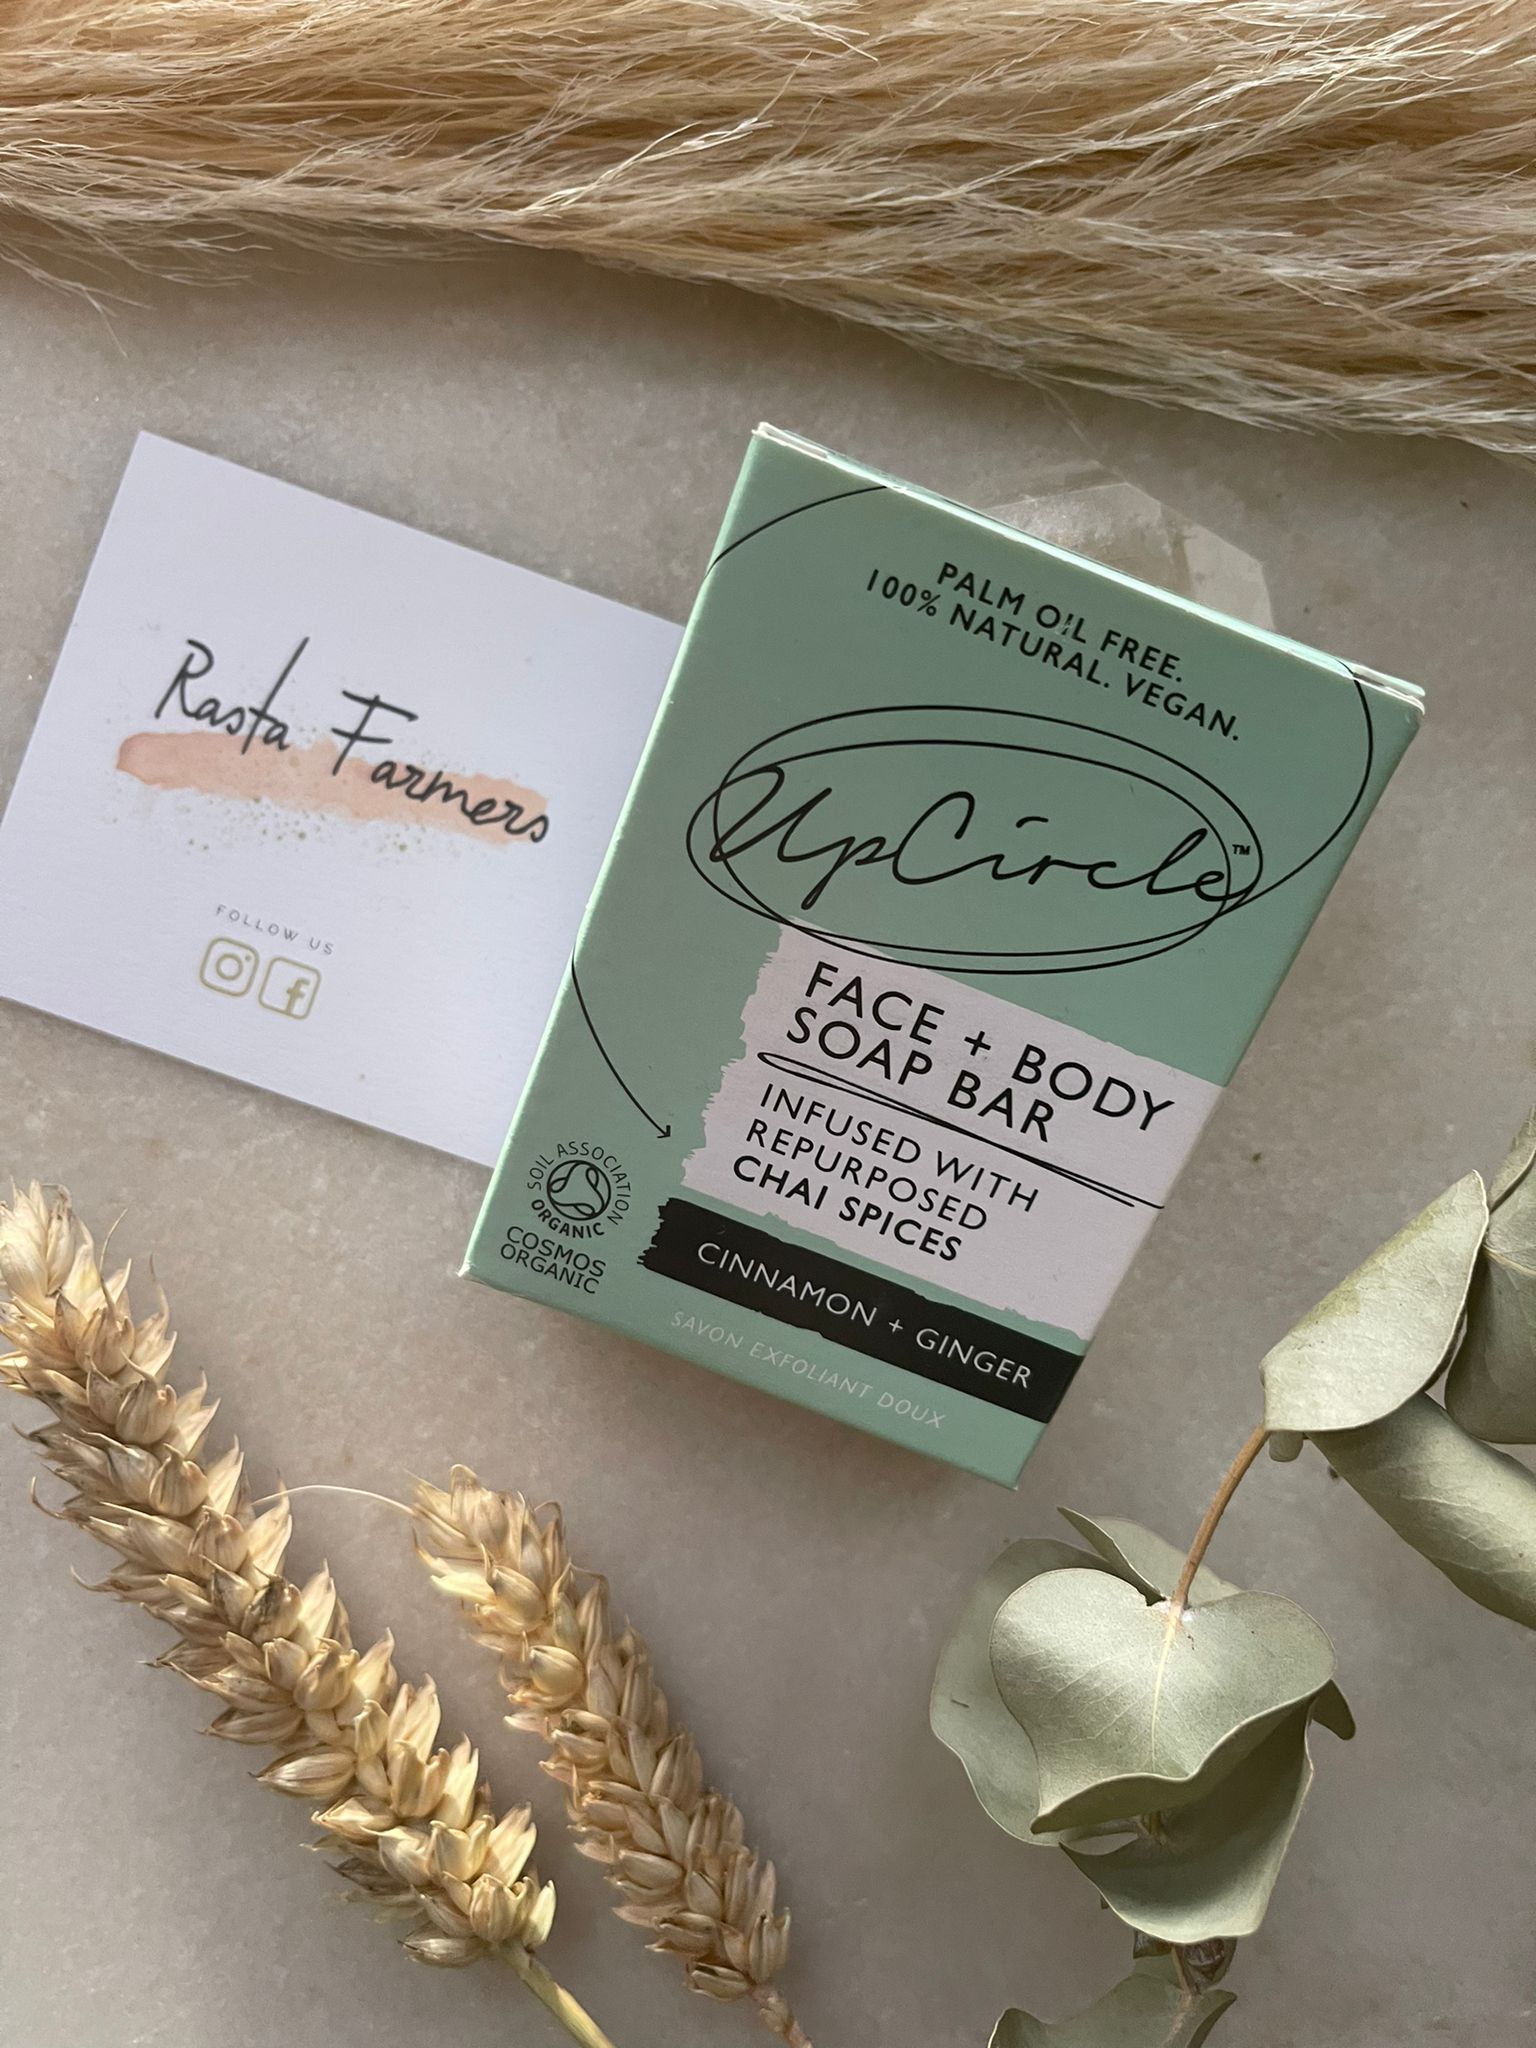 Rasta Farmers
FOLLOW US
PALM OIL FREE.
100% NATURAL. VEGAN.
UpCircle™
FACE + BODY
SOAP BAR
INFUSED WITH
REPURPOSED
CHAI SPICES
CINNAMON + GINGER
SAVON EXFOLIANT DOUX
SOIL ASSOCIATION
ORGANIC
COSMOS
ORGANIC